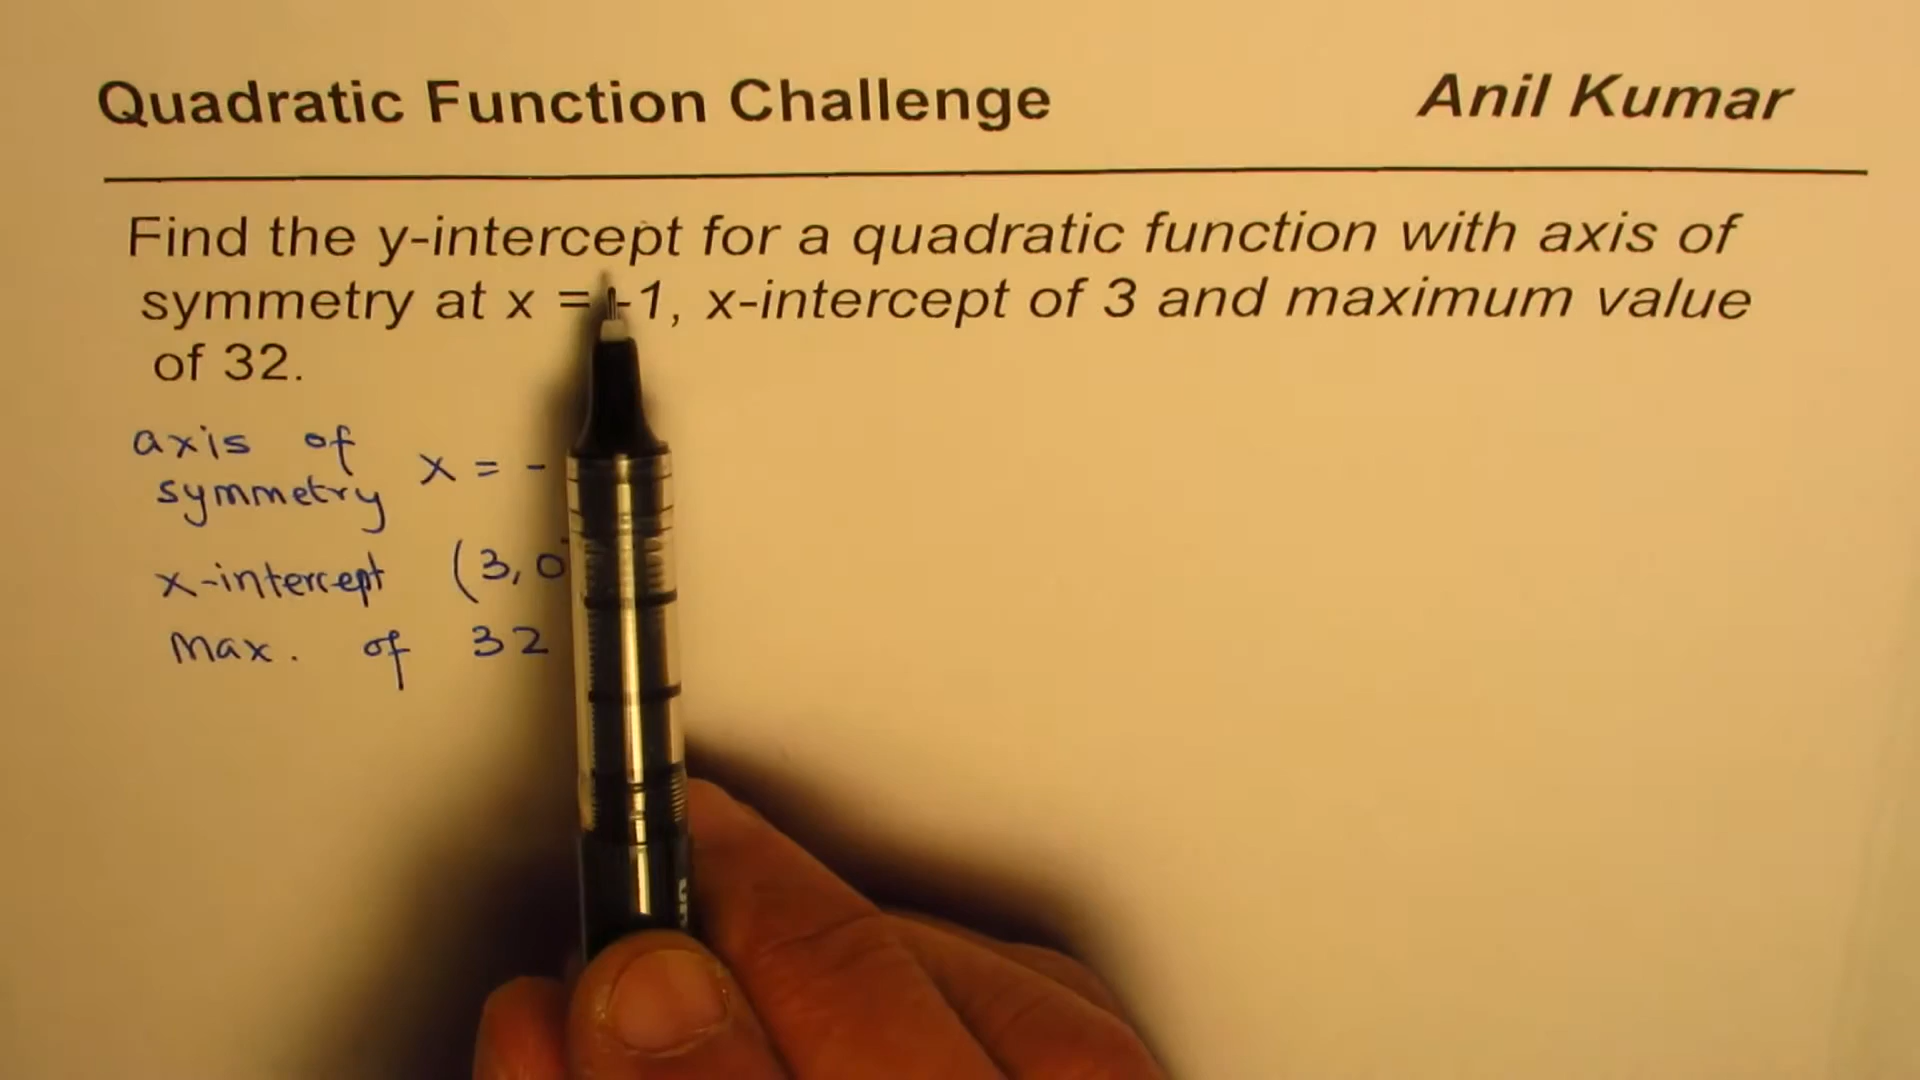 Quadratic Function Challenge Anil Kumar
Find the y-intercept for a quadratic function with axis of
symmetry at x = -1, x-intercept of 3 and maximum value
of 32.
axis of
symmetry x = -
x-intercept (3,0
Max. of 32
un